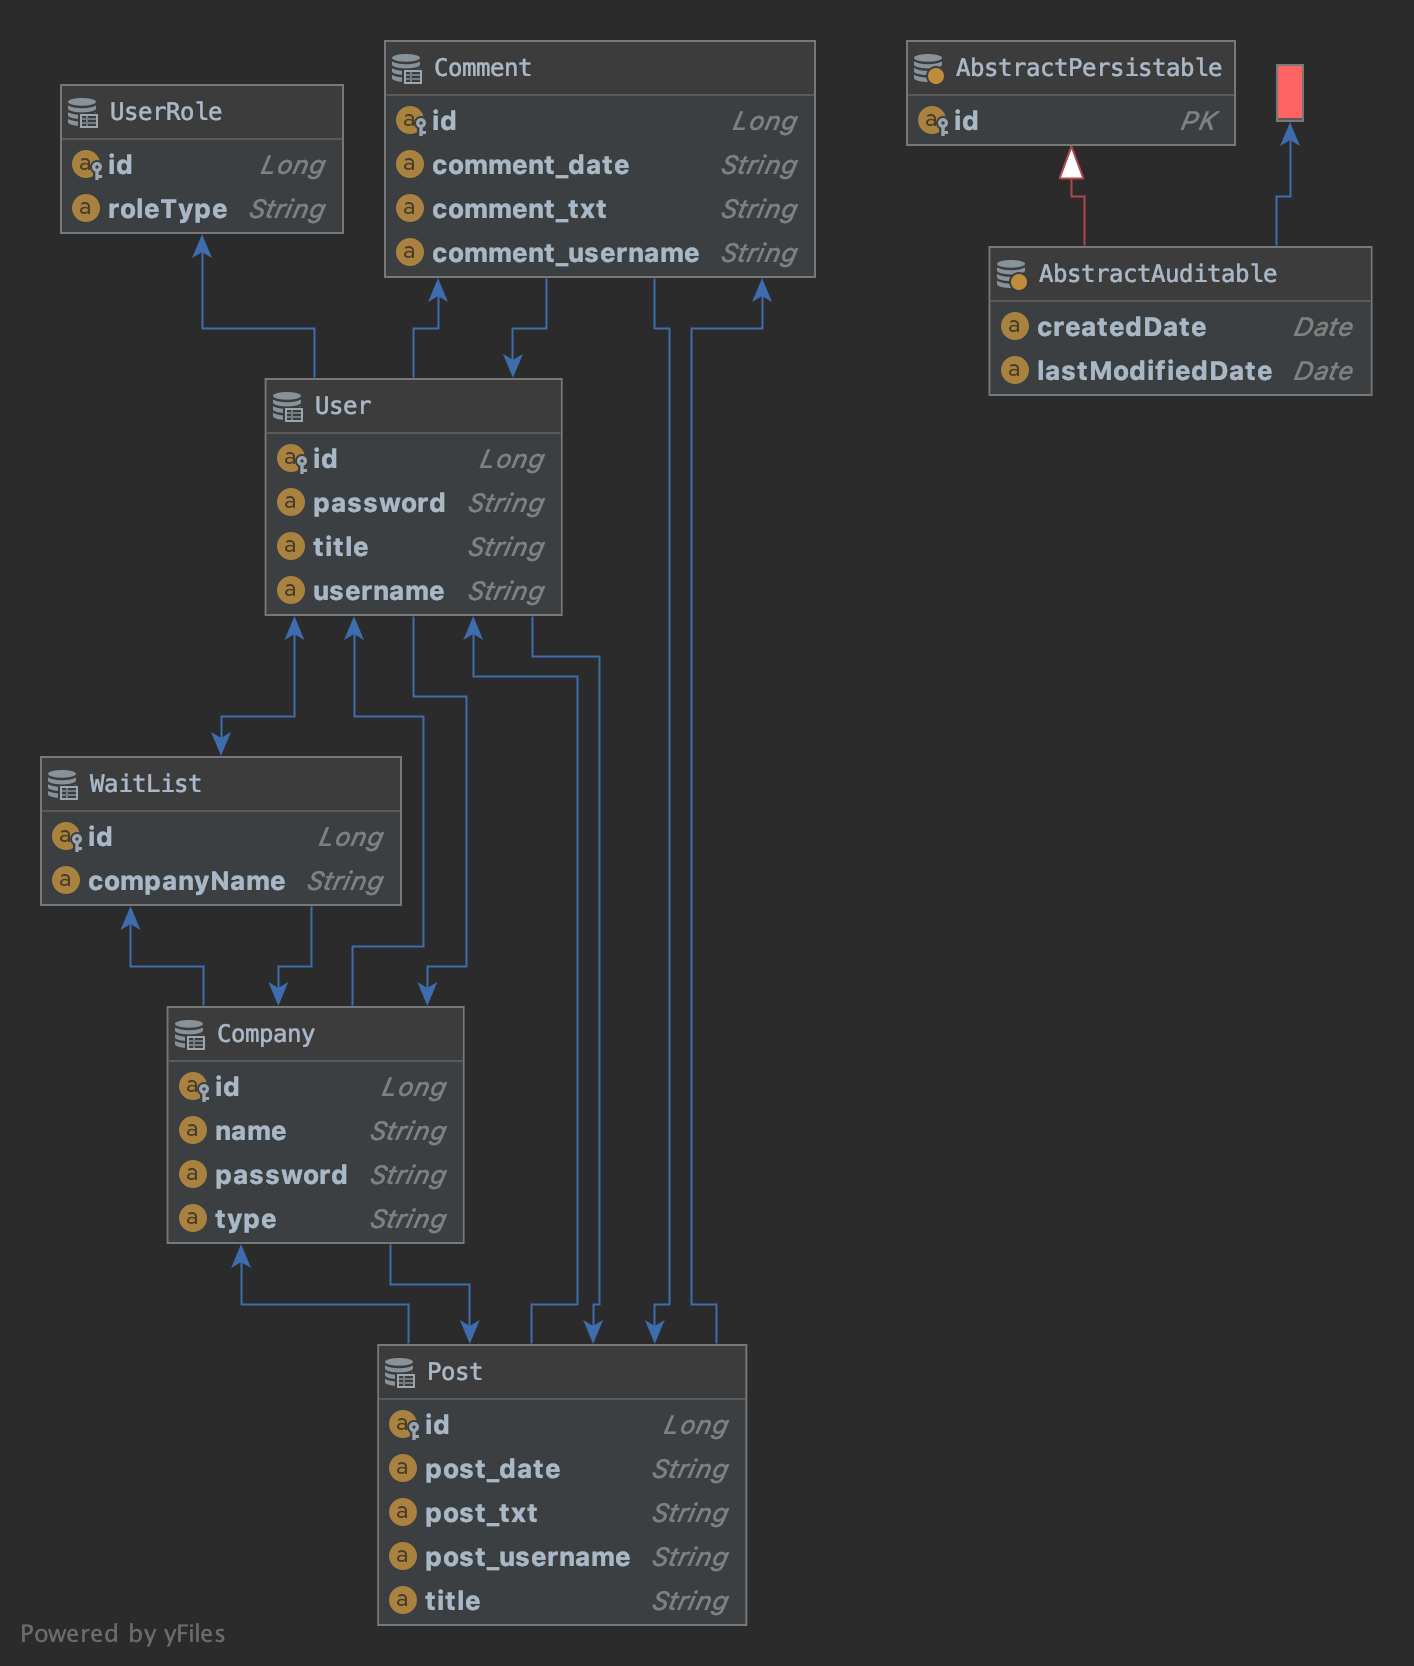 UserRole
id Long
roleType String
Comment
id Long
comment_date String
comment_txt String
comment_username String
AbstractPersistable
id PK
AbstractAuditable
createdDate Date
lastModifiedDate Date
User
id Long
password String
title String
username String
WaitList
id Long
companyName String
Company
id Long
name String
password String
type String
Post
id Long
post_date String
post_txt String
post_username String
title String
Powered by yFiles